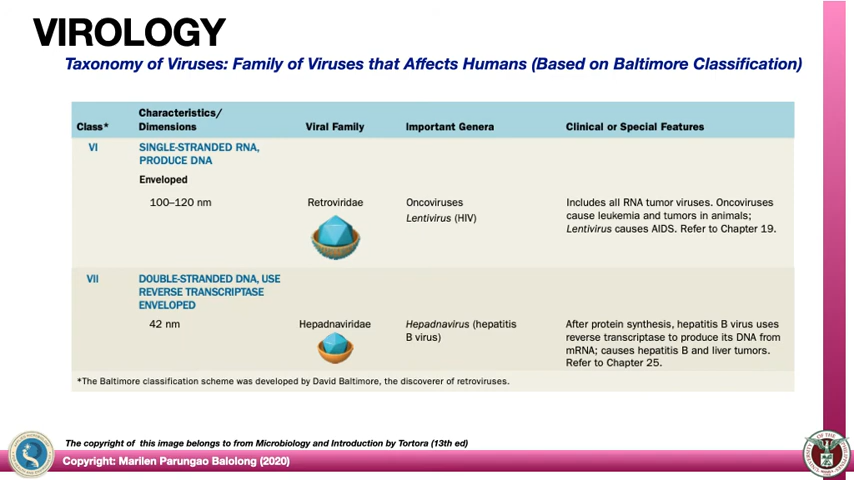 VIROLOGY
Taxonomy of Viruses: Family of Viruses that Affects Humans (Based on Baltimore Classification)
Class* Characteristics/ Dimensions Viral Family Important Genera Clinical or Special Features
VI SINGLE-STRANDED RNA,
PRODUCE DNA
Enveloped
100–120 nm Retroviridae Oncoviruses Includes all RNA tumor viruses. Oncoviruses
Lentivirus (HIV) cause leukemia and tumors in animals;
Lentivirus causes AIDS. Refer to Chapter 19.
VII DOUBLE-STRANDED DNA, USE
REVERSE TRANSCRIPTASE
ENVELOPED
42 nm Hepadnaviridae Hepadnavirus (hepatitis After protein synthesis, hepatitis B virus uses
B virus) reverse transcriptase to produce its DNA from
mRNA; causes hepatitis B and liver tumors.
Refer to Chapter 25.
*The Baltimore classification scheme was developed by David Baltimore, the discoverer of retroviruses.
The copyright of this image belongs to from Microbiology and Introduction by Tortora (13th ed)
Copyright: Marilen Parungao Balolong (2020)